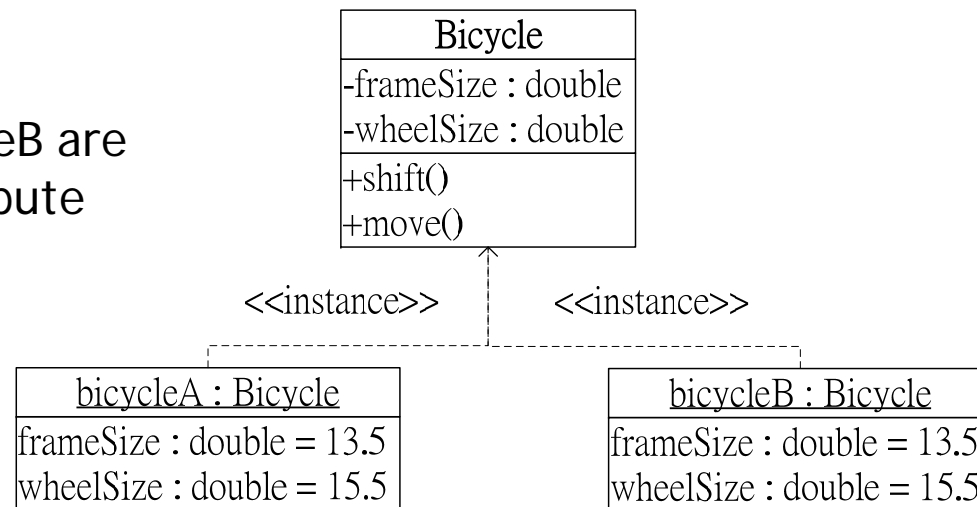 Bicycle
-frameSize : double
-wheelSize : double
+shift()
+move()
eB are
bute
<<instance>> <<instance>>
bicycleA : Bicycle
frameSize : double = 13.5
wheelSize : double = 15.5
bicycleB : Bicycle
frameSize : double = 13.5
wheelSize : double = 15.5